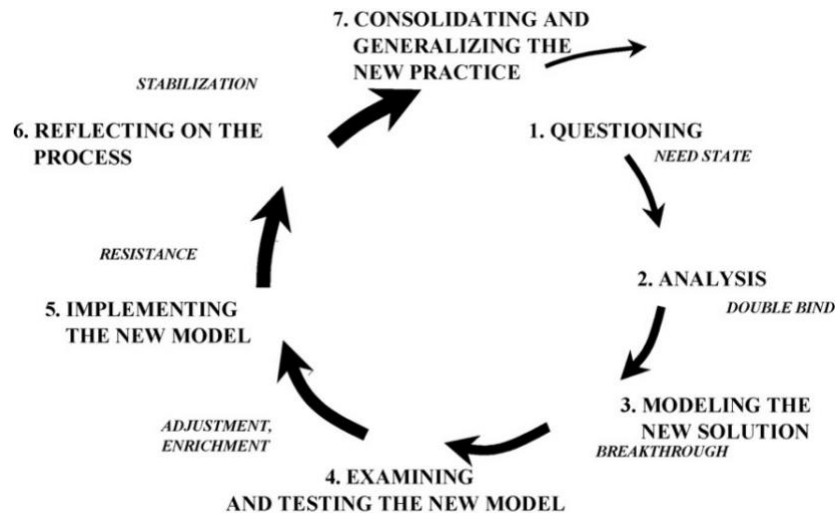 7. CONSOLIDATING AND
GENERALIZING THE
NEW PRACTICE
STABILIZATION
6. REFLECTING ON THE
PROCESS
1. QUESTIONING
NEED STATE
RESISTANCE
2. ANALYSIS
DOUBLE BIND
5. IMPLEMENTING
THE NEW MODEL
3. MODELING THE
NEW SOLUTION
BREAKTHROUGH
ADJUSTMENT,
ENRICHMENT
4. EXAMINING
AND TESTING THE NEW MODEL